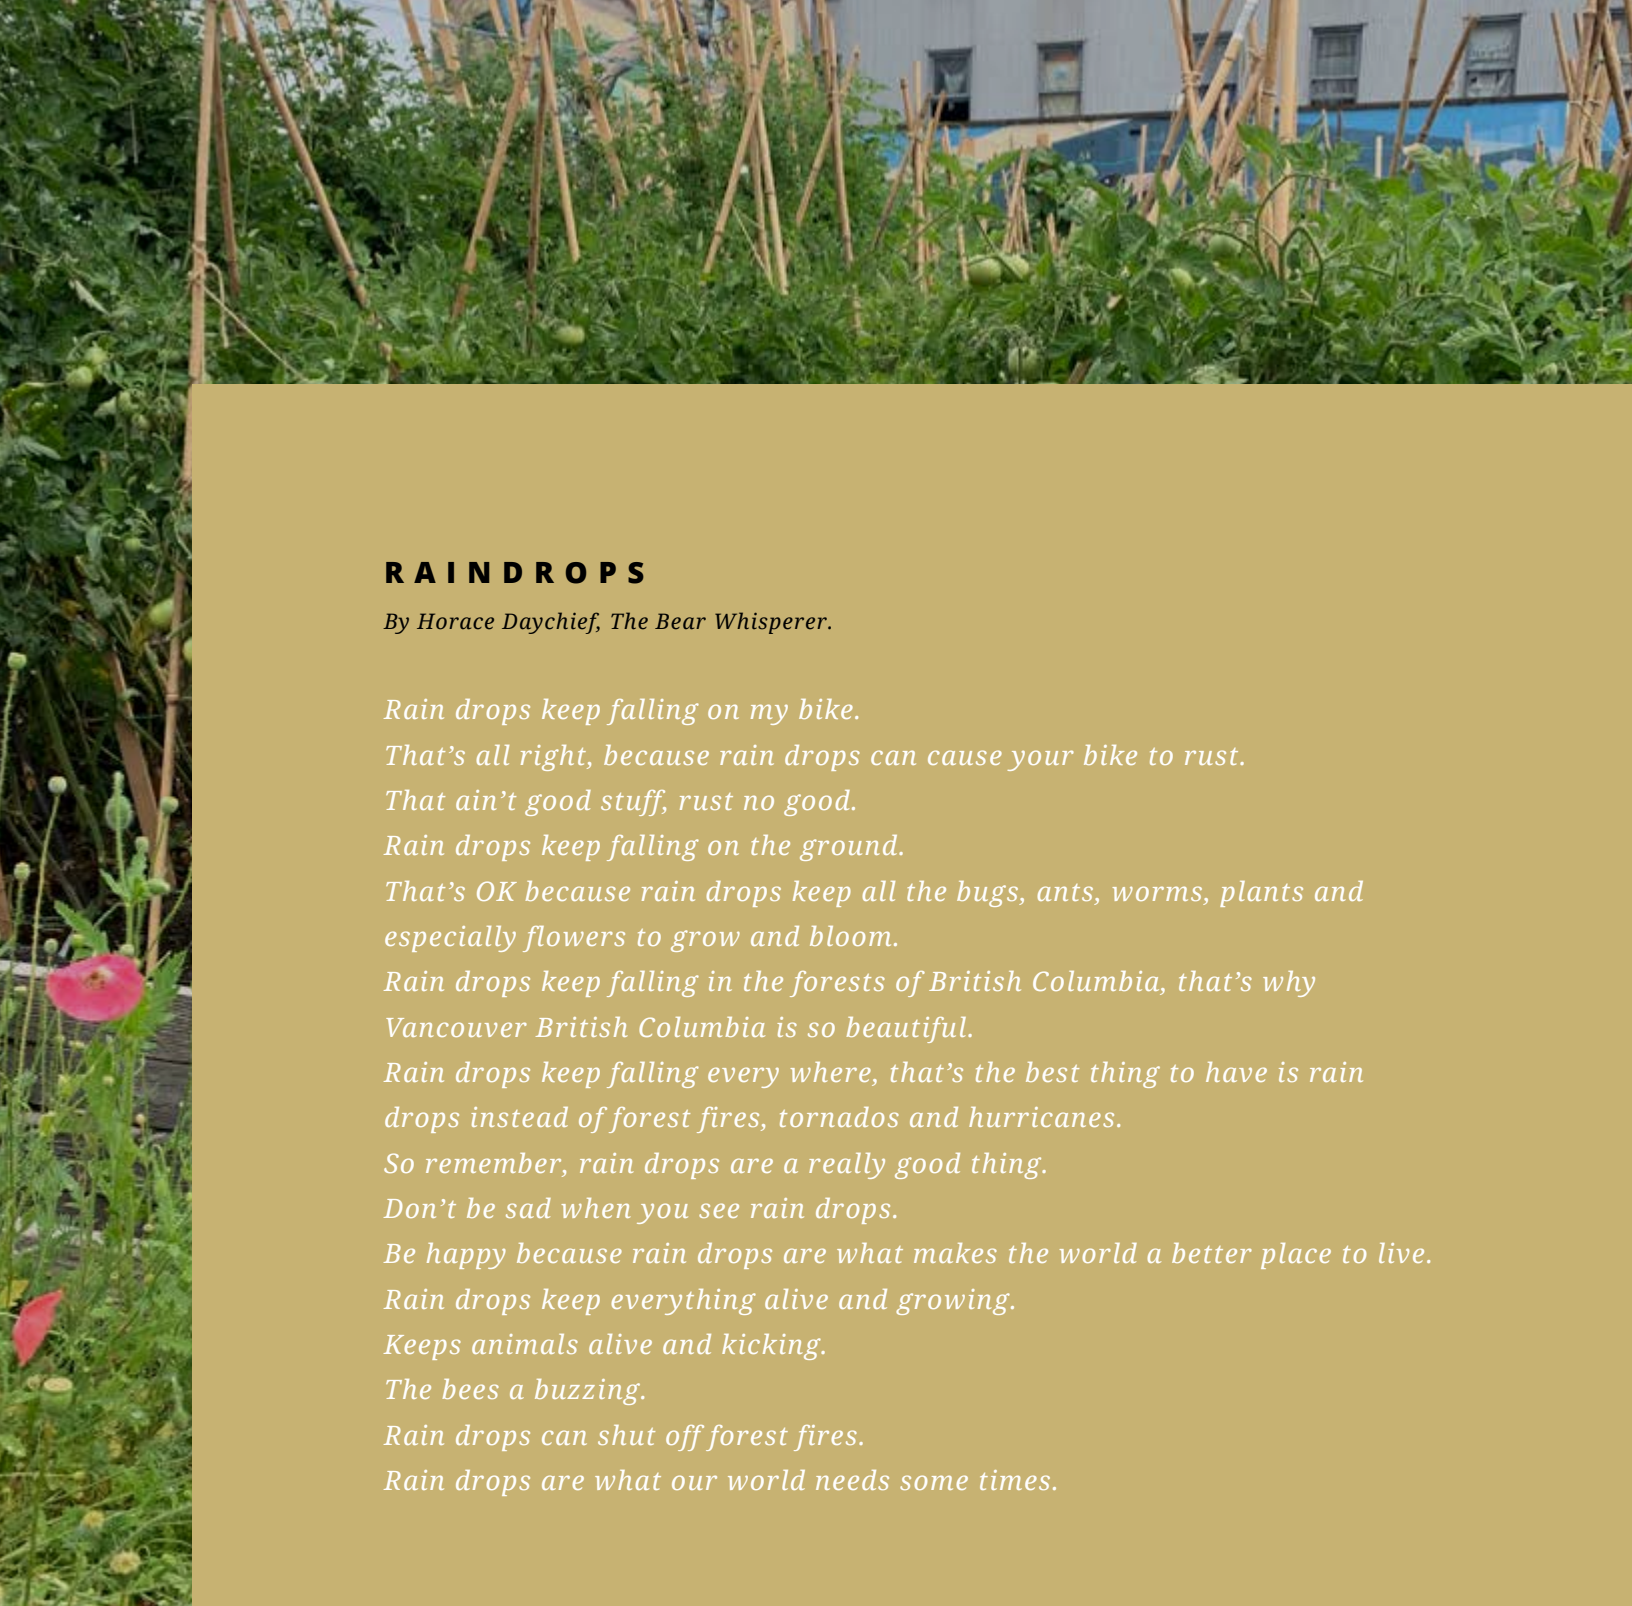 RAINDROPS
By Horace Daychief, The Bear Whisperer.
Rain drops keep falling on my bike.
That’s all right, because rain drops can cause your bike to rust.
That ain’t good stuff, rust no good.
Rain drops keep falling on the ground.
That’s OK because rain drops keep all the bugs, ants, worms, plants and
especially flowers to grow and bloom.
Rain drops keep falling in the forests of British Columbia, that’s why
Vancouver British Columbia is so beautiful.
Rain drops keep falling every where, that’s the best thing to have is rain
drops instead of forest fires, tornados and hurricanes.
So remember, rain drops are a really good thing.
Don’t be sad when you see rain drops.
Be happy because rain drops are what makes the world a better place to live.
Rain drops keep everything alive and growing.
Keeps animals alive and kicking.
The bees a buzzing.
Rain drops can shut off forest fires.
Rain drops are what our world needs some times.